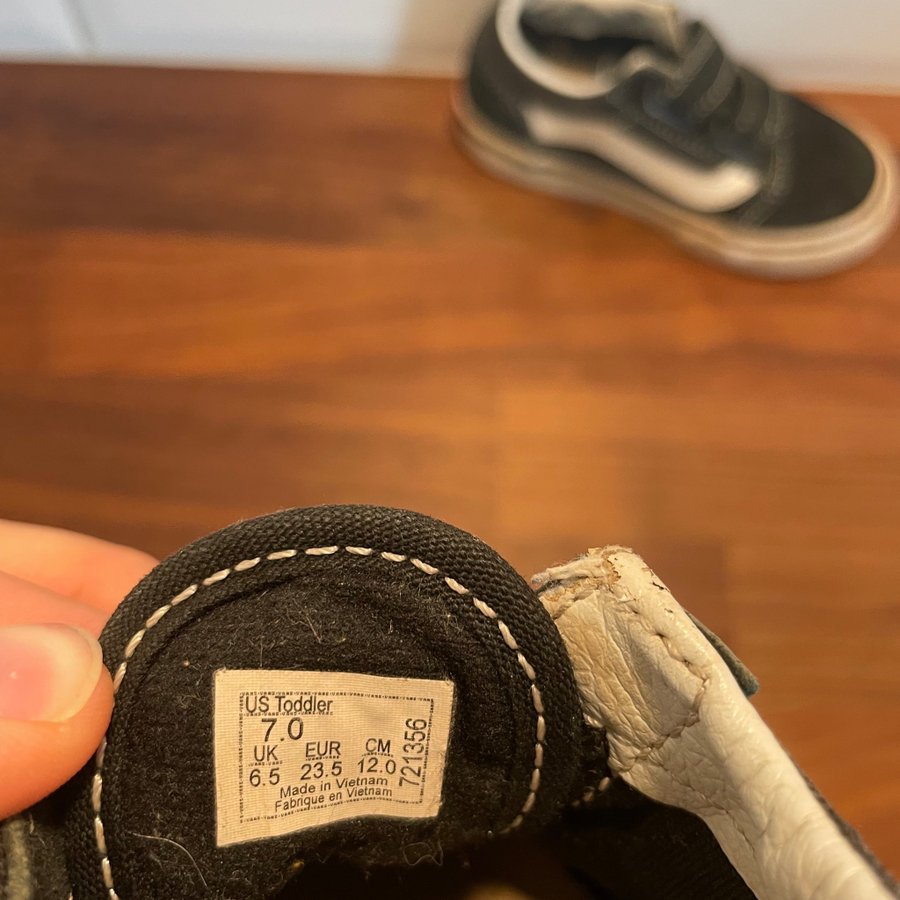 US Toddler
7.0
UK EUR CM
6.5 23.5 12.0
Made in Vietnam
Fabrique en Vietnam
721356